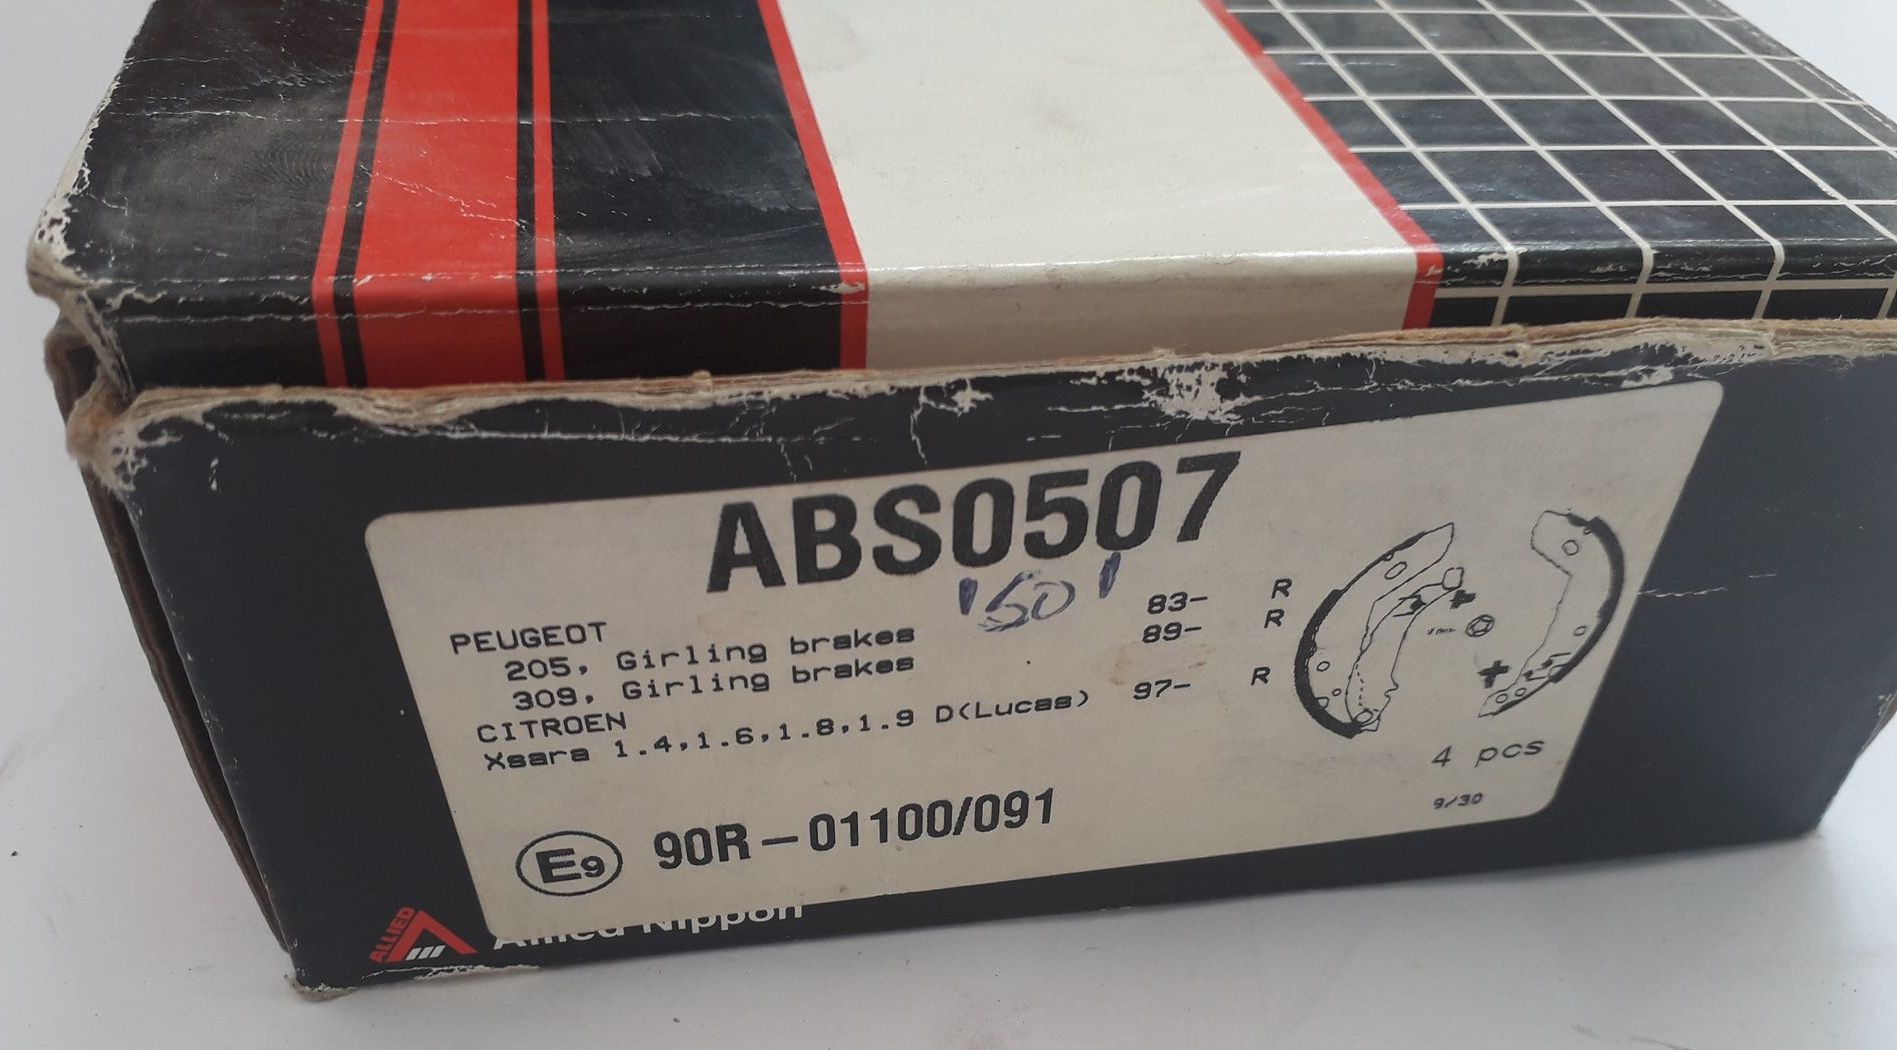 ABS0507
'501
PEUGEOT
205, Girling brakes 83- R
309, Girling brakes 89- R
CITROEN
Xsara 1.4,1.6,1.8,1.9 D(Lucas) 97- R
4 pcs
9/30
E9 90R-01100/091
ALLIED
Allied Nippon